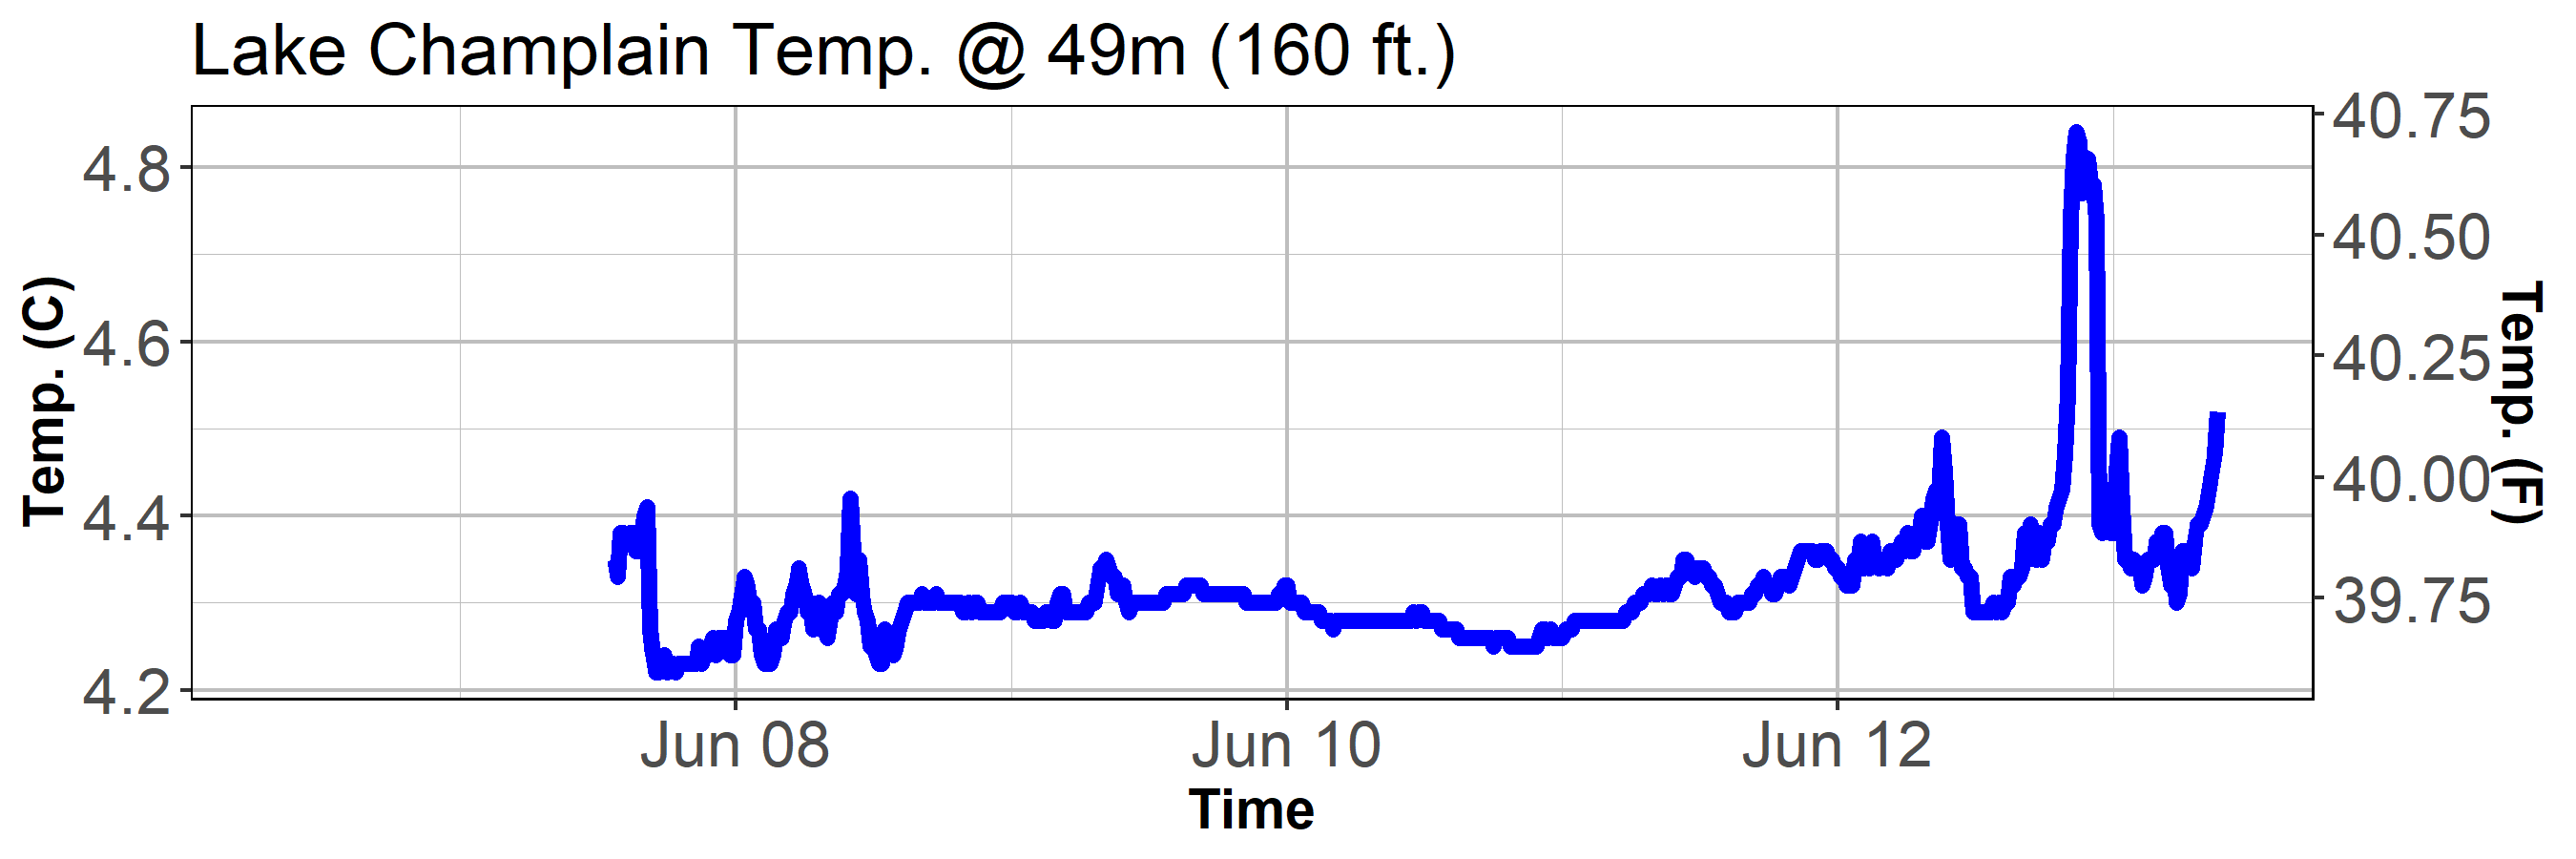 Lake Champlain Temp. @ 49m (160 ft.)
Temp. (C)
4.8
4.6
4.4
4.2
40.75
40.50
40.25
40.00
39.75
Temp. (F)
Jun 08
Jun 10
Jun 12
Time